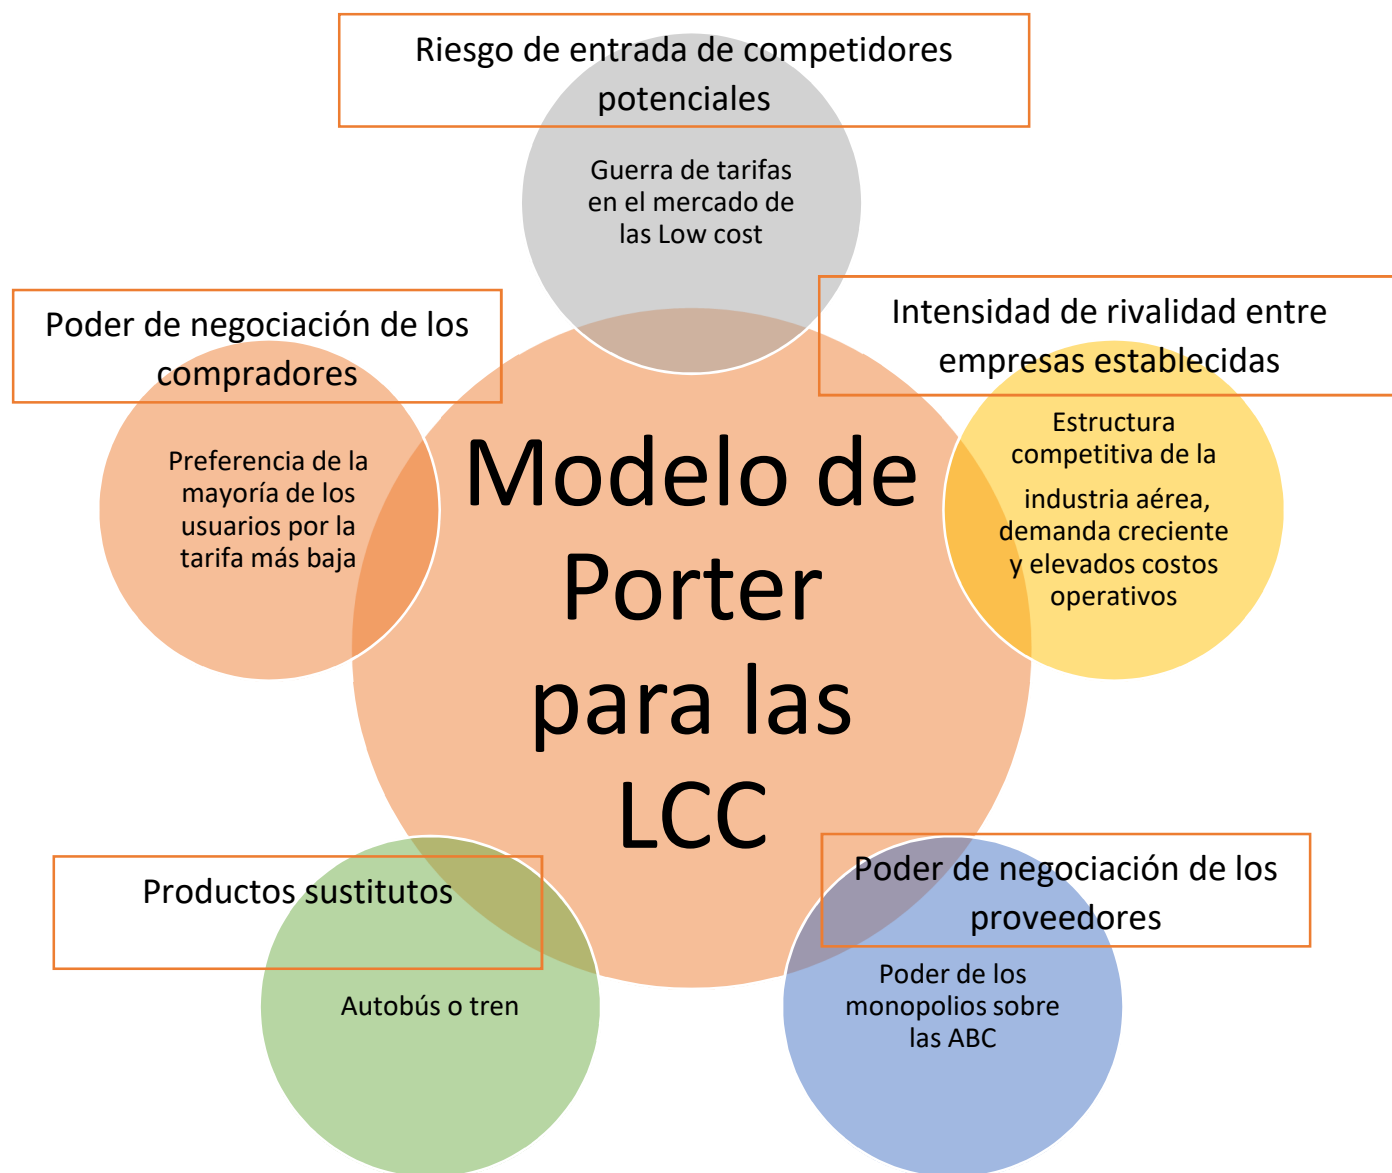 Riesgo de entrada de competidores
potenciales
Guerra de tarifas
en el mercado de
las Low cost
Poder de negociación de los
compradores
Preferencia de la
mayoría de los
usuarios por la
tarifa más baja
Intensidad de rivalidad entre
empresas establecidas
Estructura
competitiva de la
industria aérea,
demanda creciente
y elevados costos
operativos
Modelo de
Porter
para las
LCC
Productos sustitutos
Autobús o tren
Poder de negociación de los
proveedores
Poder de los
monopolios sobre
las ABC